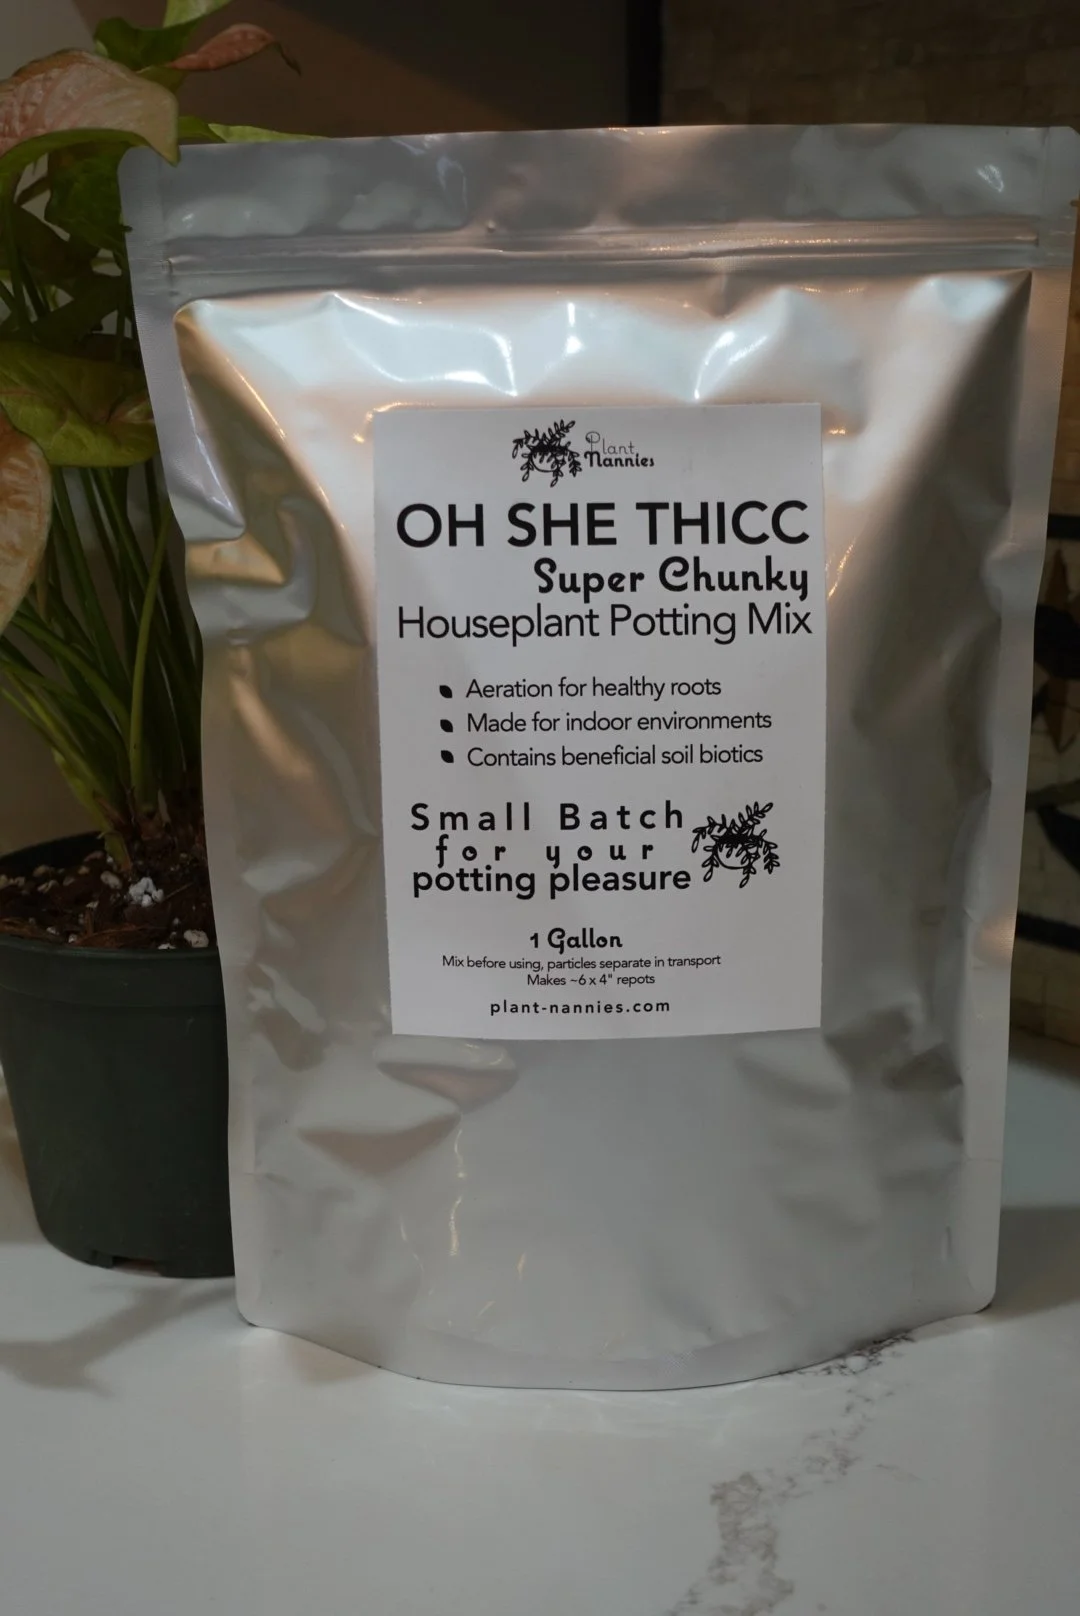 Plant
Nannies
OH SHE THICC
Super Chunky
Houseplant Potting Mix
Aeration for healthy roots
Made for indoor environments
Contains beneficial soil biotics
Small Batch
for your
potting pleasure
1 Gallon
Mix before using, particles separate in transport
Makes ~6 x 4" repots
plant-nannies.com